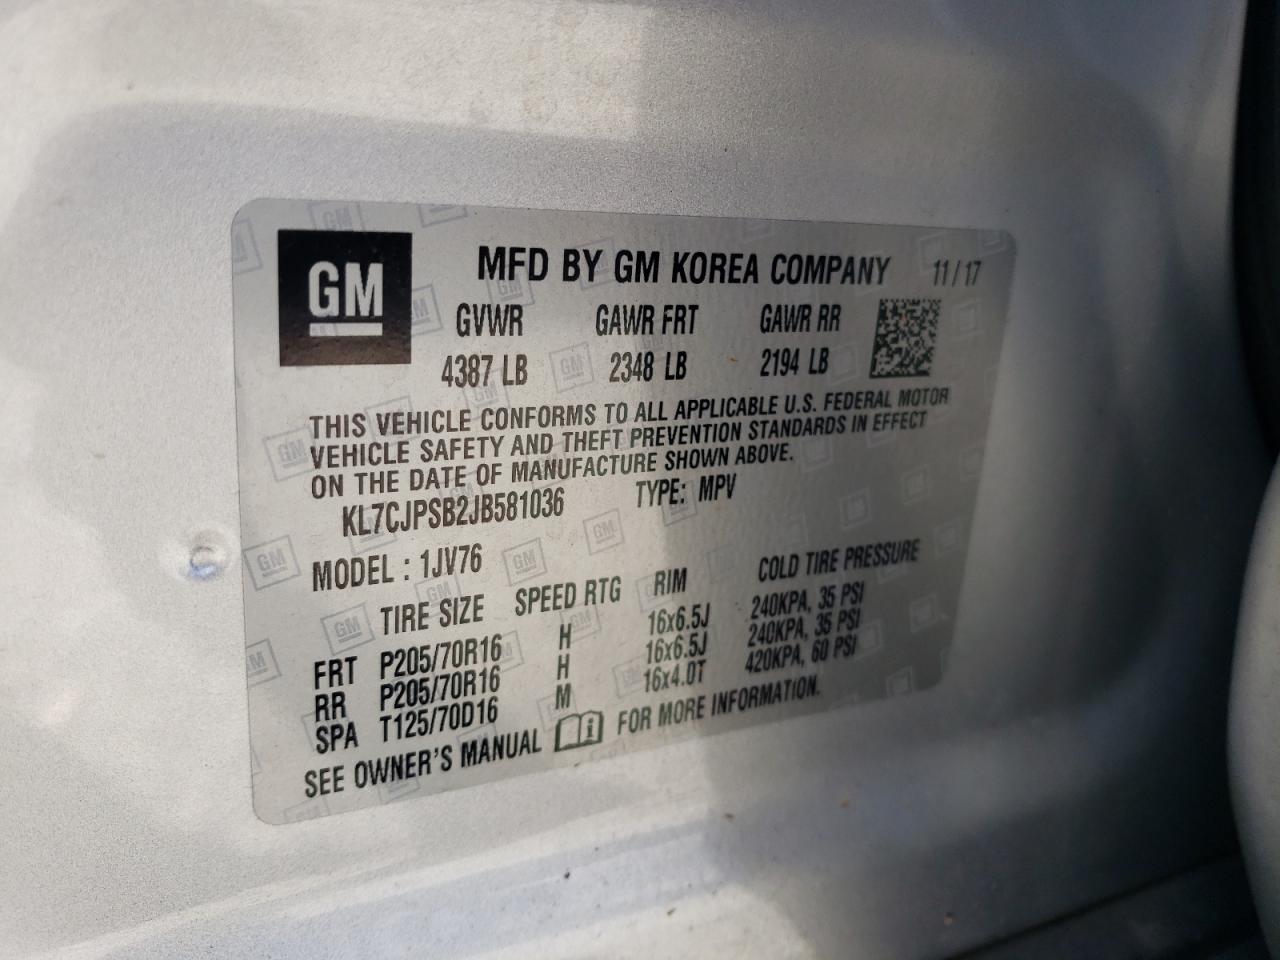 GM
MFD BY GM KOREA COMPANY 11/17
GVWR GAWR FRT GAWR RR
4387 LB 2348 LB 2194 LB
THIS VEHICLE CONFORMS TO ALL APPLICABLE U.S. FEDERAL MOTOR
VEHICLE SAFETY AND THEFT PREVENTION STANDARDS IN EFFECT
ON THE DATE OF MANUFACTURE SHOWN ABOVE.
KL7CJPSB2JB581036 TYPE: MPV
MODEL : 1JV76
TIRE SIZE SPEED RTG RIM COLD TIRE PRESSURE
FRT P205/70R16 H 16x6.5J 240KPA, 35 PSI
RR P205/70R16 H 16x6.5J 240KPA, 35 PSI
SPA T125/70D16 M 16x4.0T 420KPA, 60 PSI
SEE OWNER'S MANUAL FOR MORE INFORMATION.